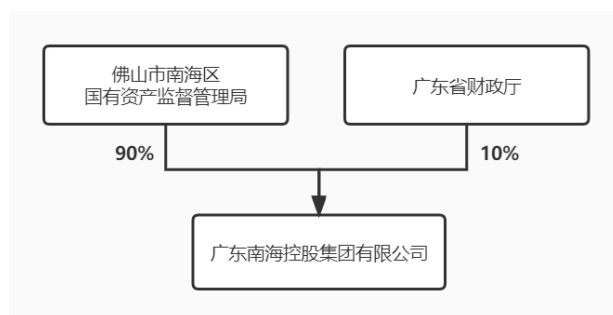 佛山市南海区
国有资产监督管理局
广东省财政厅
90%
10%
广东南海控股集团有限公司